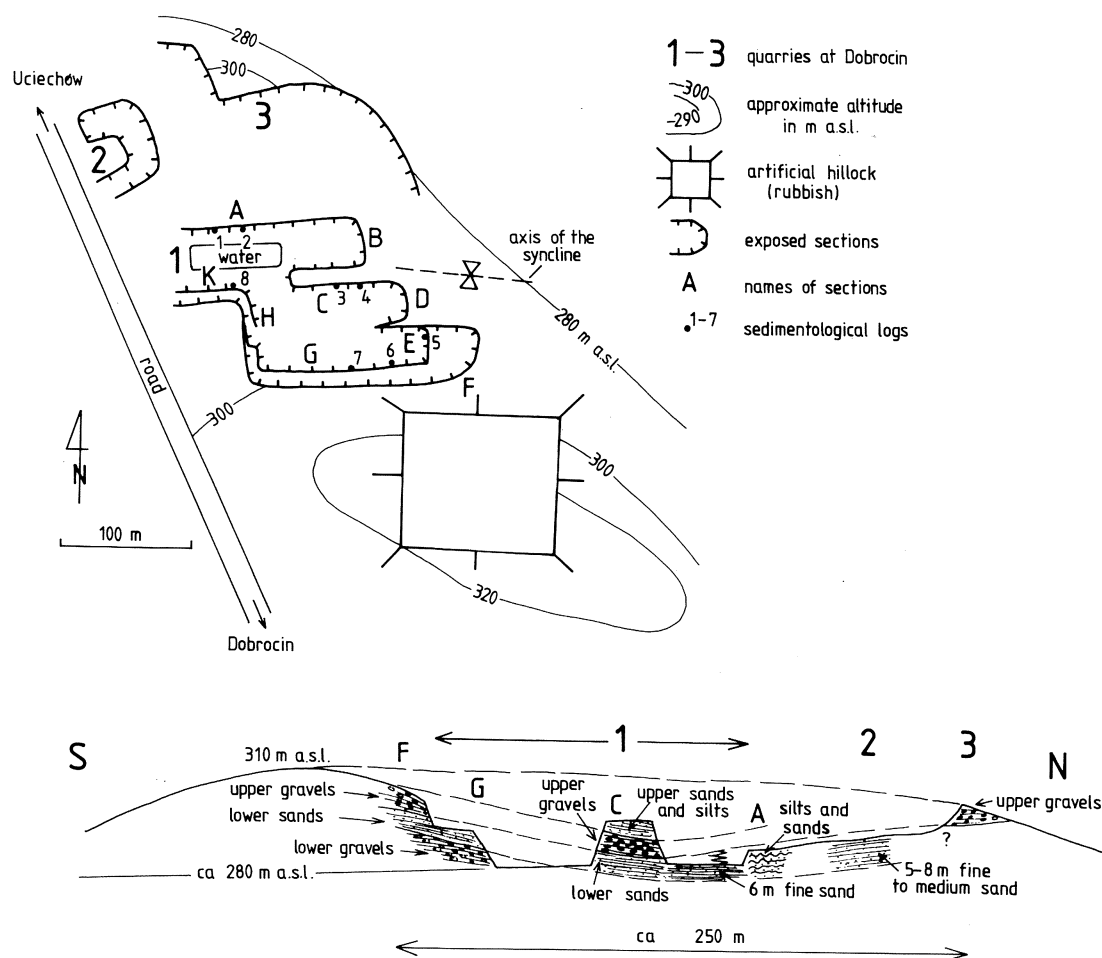 280
Uciechów
300
3
2
A
1–2
B
1
water
K
8
C
3
4
D
H
axis of the
syncline
280 m a.s.l.
G
7
6
E
5
F
road
300
N
100 m
300
320
Dobrocin
1–3 quarries at Dobrocin
300
290
approximate altitude
in m a.s.l.
artificial hillock
(rubbish)
exposed sections
A names of sections
1–7 sedimentological logs
S
310 m a.s.l.
F
1
2
3
N
upper gravels
lower sands
lower gravels
G
upper
gravels
C
upper sands
and silts
A
silts and
sands
upper gravels
?
ca 280 m a.s.l.
lower sands
6 m fine sand
5–8 m fine
to medium sand
ca 250 m